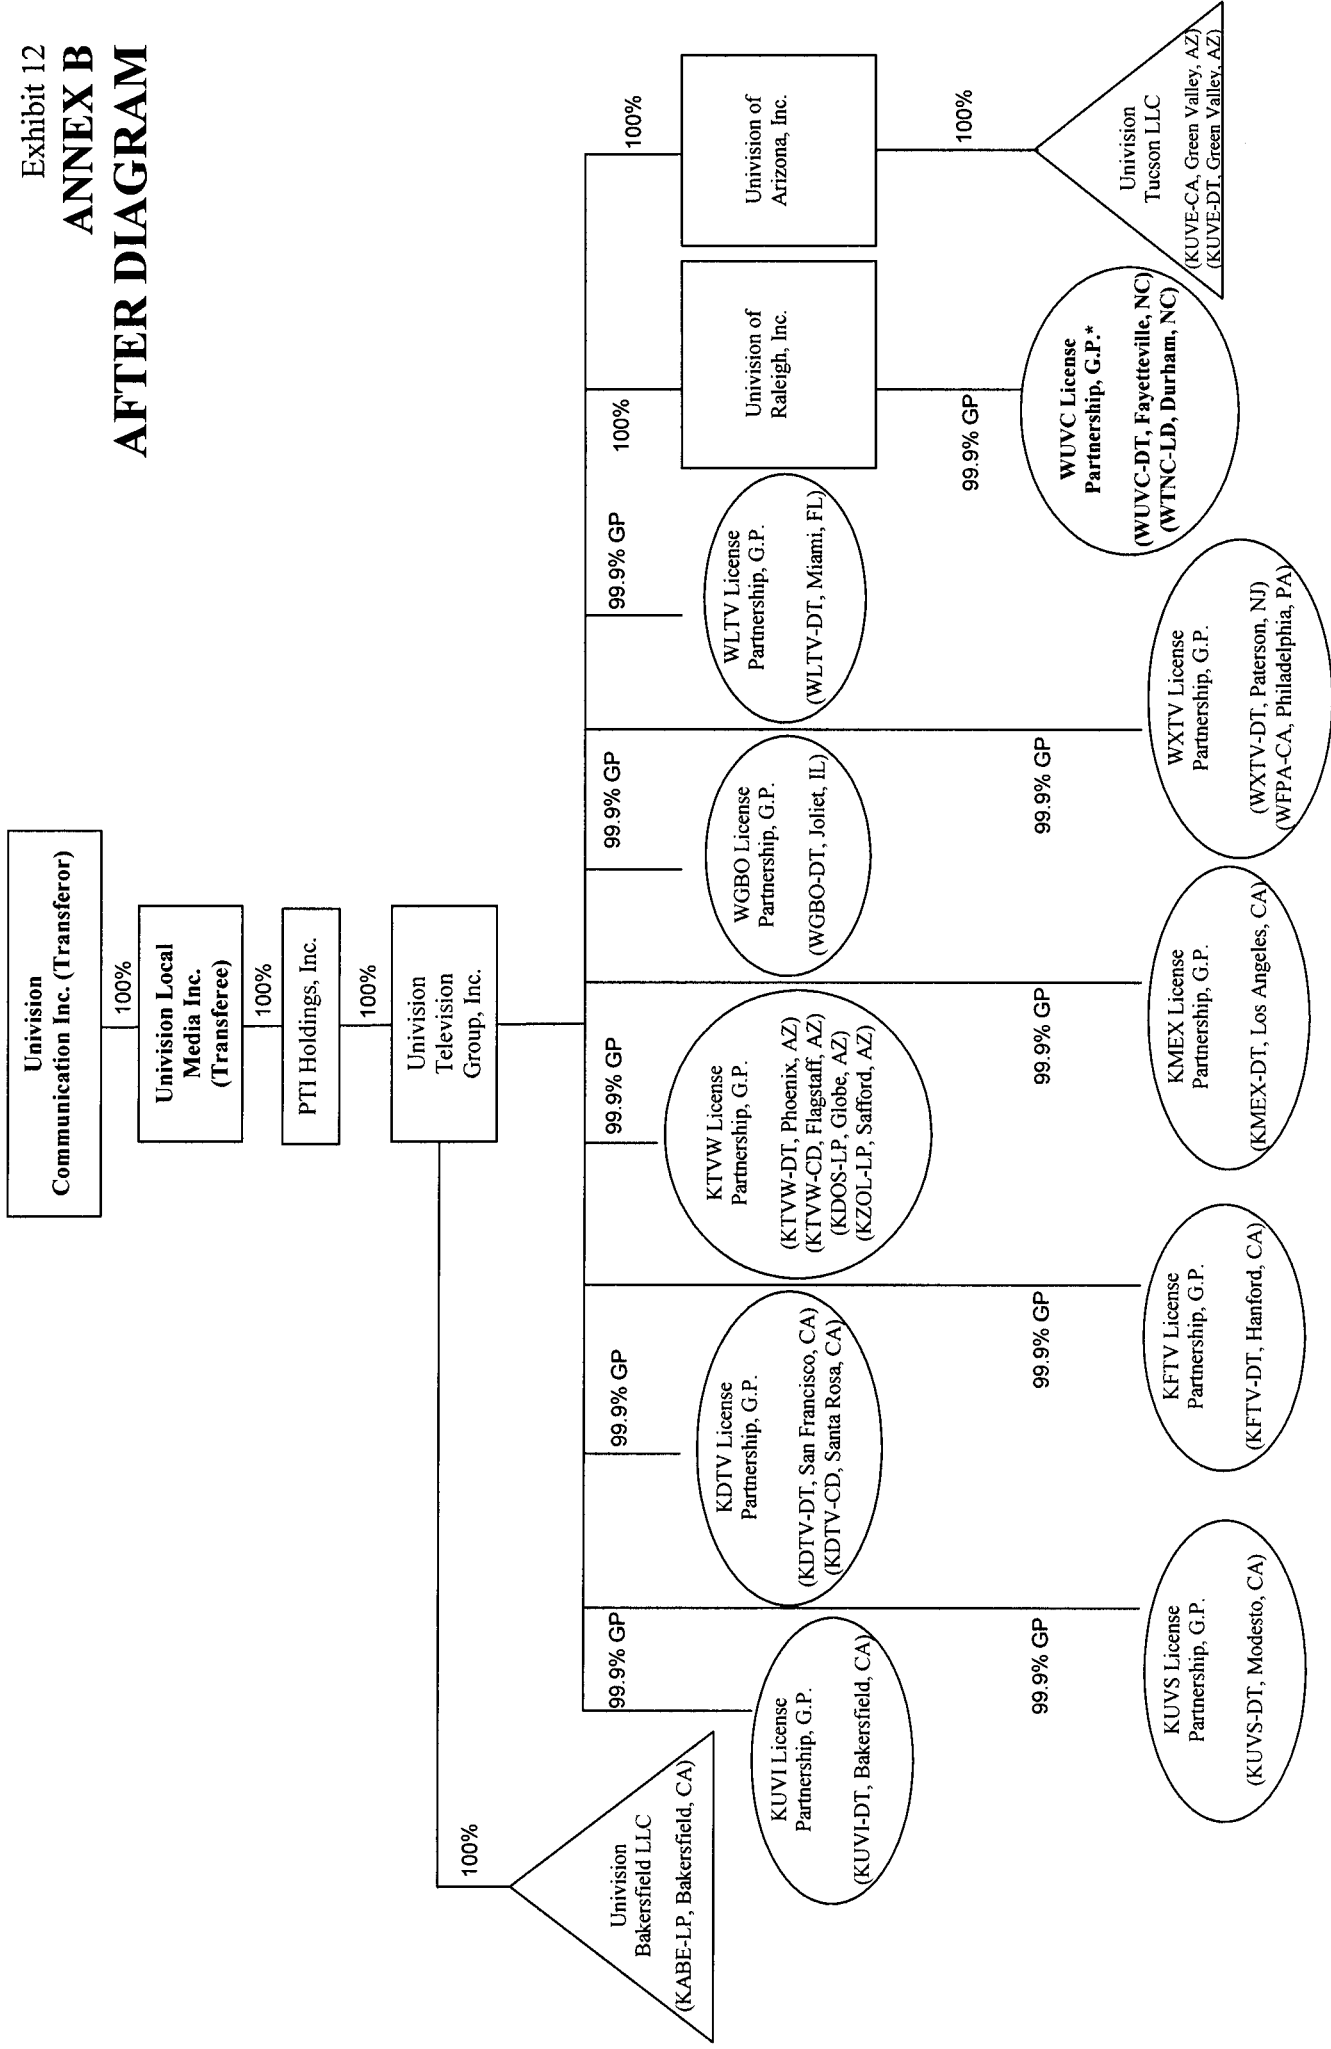 Exhibit 12
ANNEX B
AFTER DIAGRAM
Univision
Communication Inc. (Transferor)
100%
Univision Local
Media Inc.
(Transferee)
100%
PTI Holdings, Inc.
100%
Univision
Television
Group, Inc.
100%
Univision
Bakersfield LLC
(KABE-LP, Bakersfield, CA)
99.9% GP
KUVI License
Partnership, G.P.
(KUVI-DT, Bakersfield, CA)
99.9% GP
KDTV License
Partnership, G.P.
(KDTV-DT, San Francisco, CA)
(KDTV-CD, Santa Rosa, CA)
99.9% GP
KTVW License
Partnership, G.P.
(KTVW-DT, Phoenix, AZ)
(KTVW-CD, Flagstaff, AZ)
(KDOS-LP, Globe, AZ)
(KZOL-LP, Safford, AZ)
99.9% GP
WGBO License
Partnership, G.P.
(WGBO-DT, Joliet, IL)
99.9% GP
WLTV License
Partnership, G.P.
(WLTV-DT, Miami, FL)
100%
Univision of
Raleigh, Inc.
100%
Univision of
Arizona, Inc.
99.9% GP
KUVS License
Partnership, G.P.
(KUVS-DT, Modesto, CA)
99.9% GP
KFTV License
Partnership, G.P.
(KFTV-DT, Hanford, CA)
99.9% GP
KMEX License
Partnership, G.P.
(KMEX-DT, Los Angeles, CA)
99.9% GP
WXTV License
Partnership, G.P.
(WXTV-DT, Paterson, NJ)
(WFPA-CA, Philadelphia, PA)
99.9% GP
WUVC License
Partnership, G.P.*
(WUVC-DT, Fayetteville, NC)
(WTNC-LD, Durham, NC)
100%
Univision
Tucson LLC
(KUVE-CA, Green Valley, AZ)
(KUVE-DT, Green Valley, AZ)